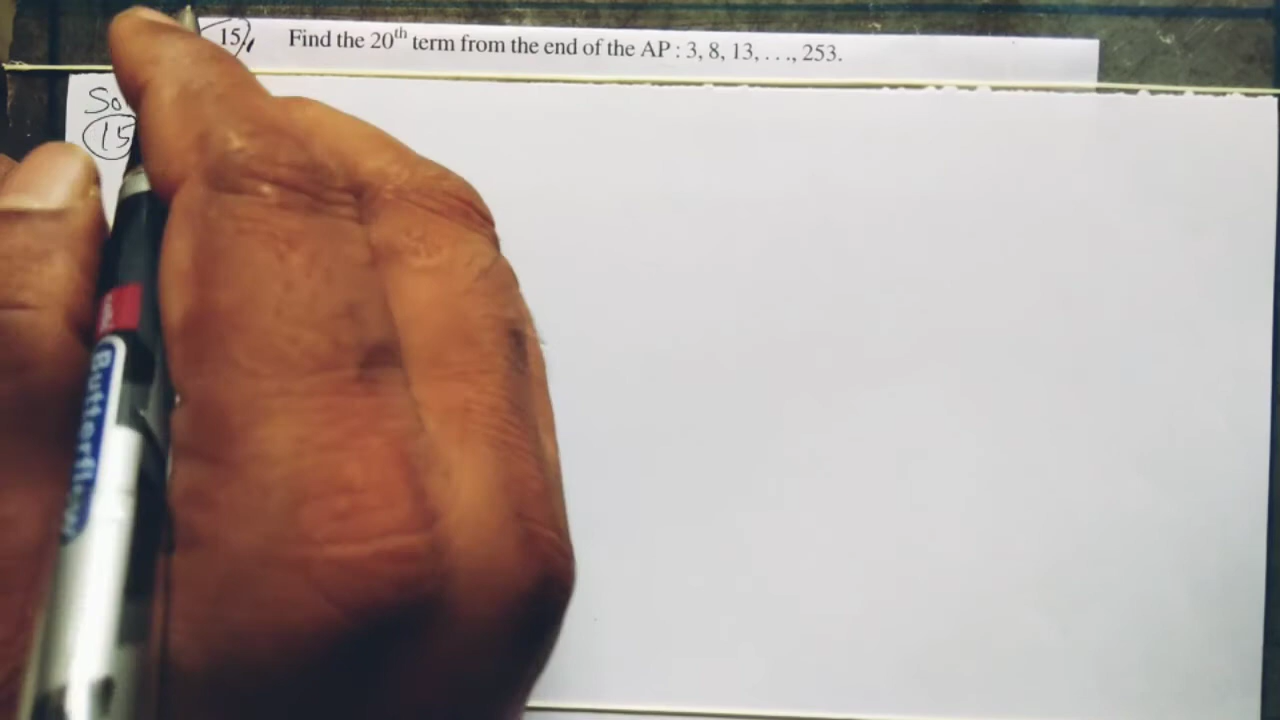 15) Find the 20th term from the end of the AP : 3, 8, 13, . . ., 253.
So
15
Butterflow